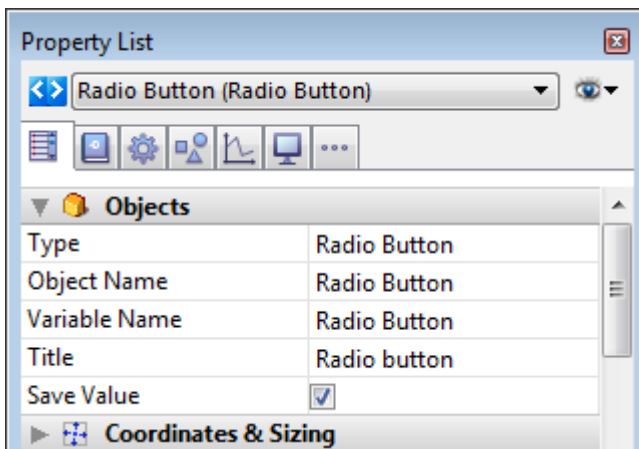 Property List
Radio Button (Radio Button)
Objects
Type Radio Button
Object Name Radio Button
Variable Name Radio Button
Title Radio button
Save Value
Coordinates & Sizing